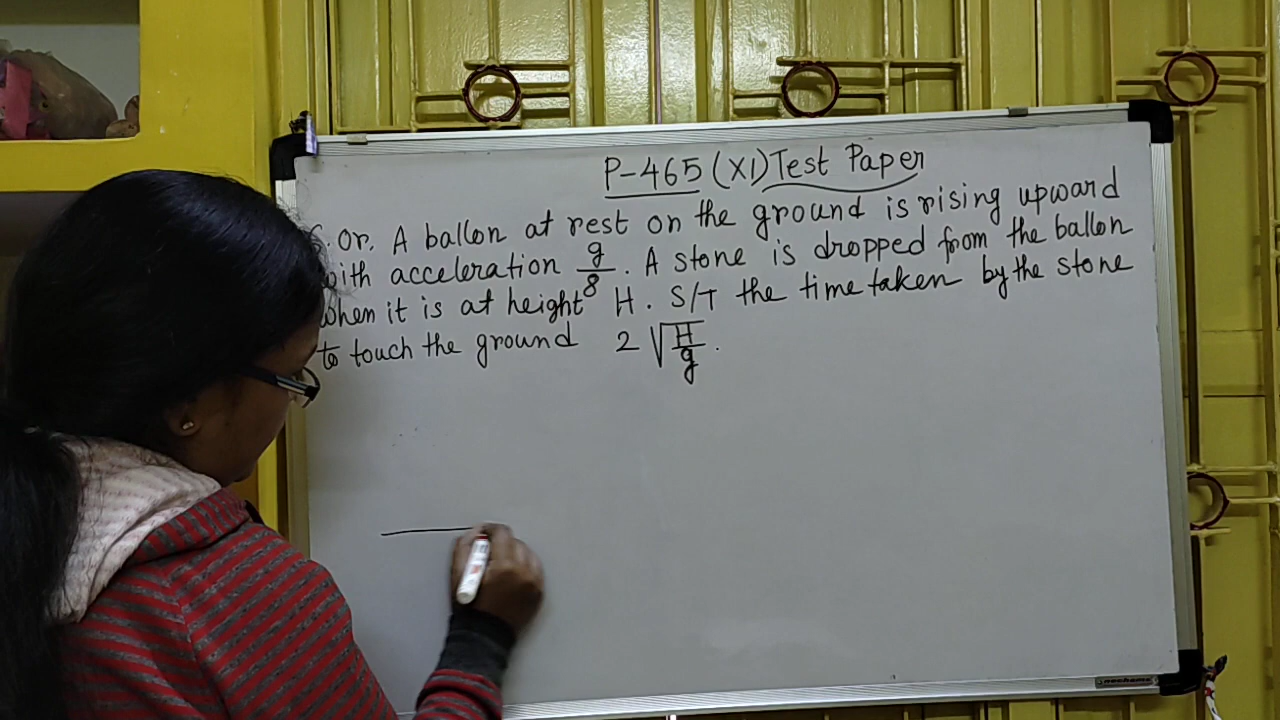 P-465 (XI) Test Paper
Or. A ballon at rest on the ground is rising upward
with acceleration g/8. A stone is dropped from the ballon
when it is at height H. S/T the time taken by the stone
to touch the ground 2√H/g.